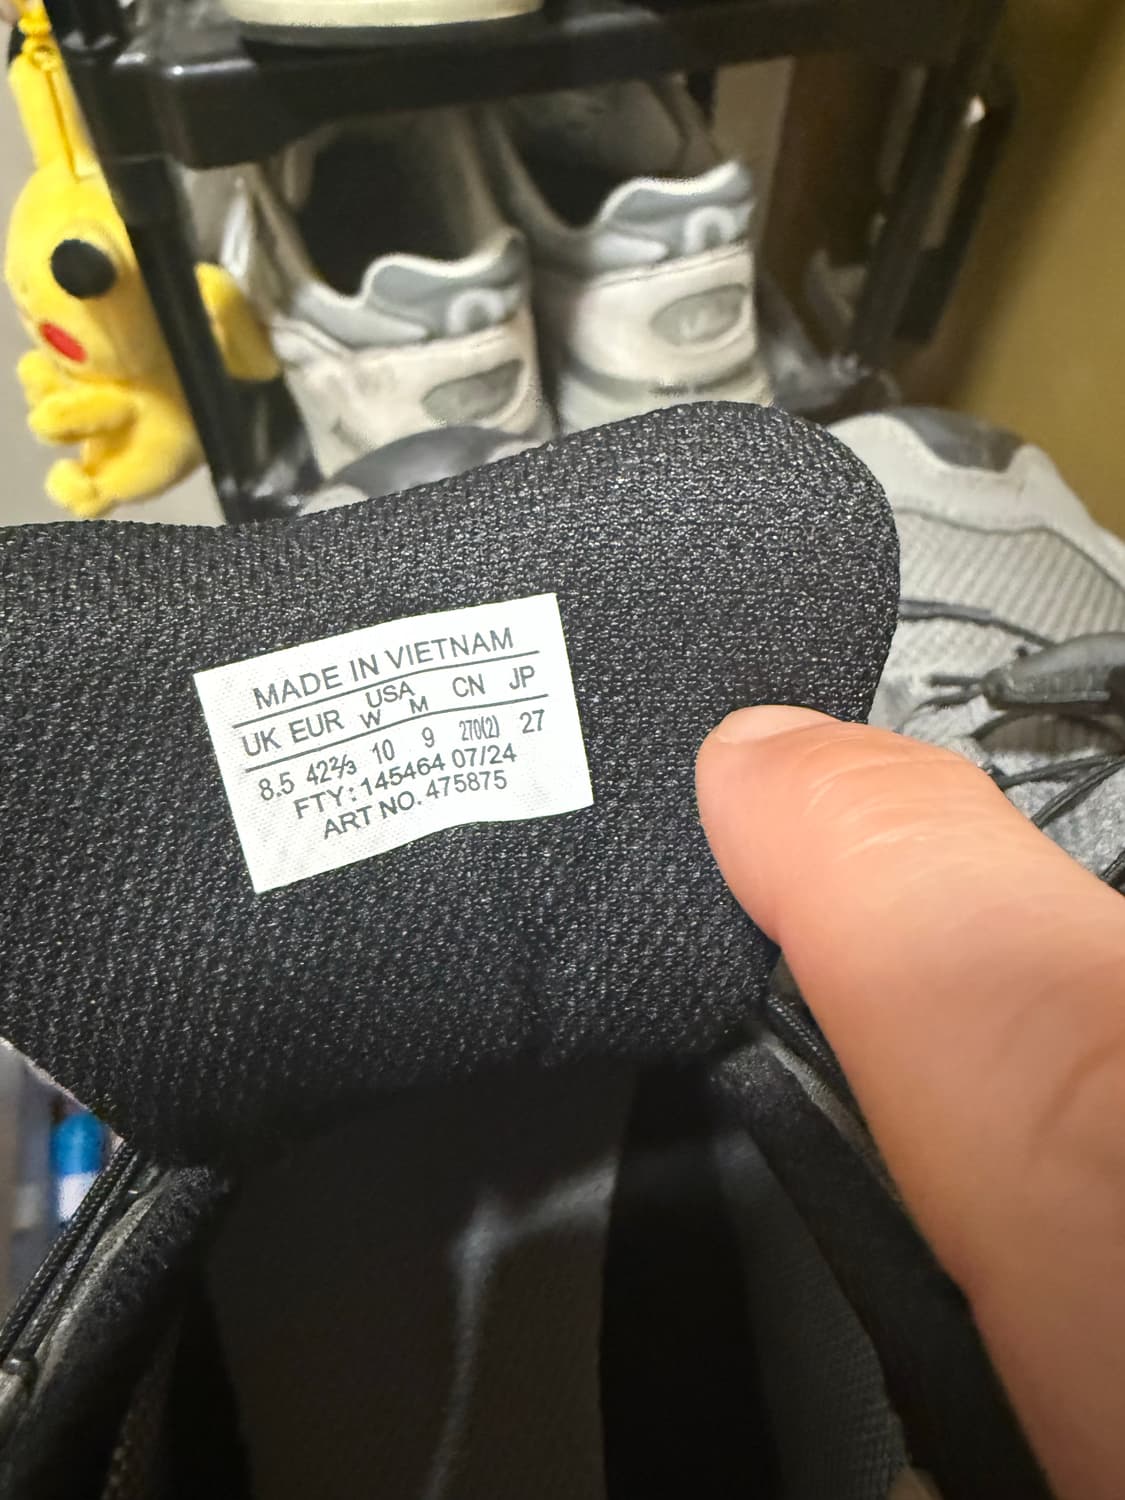 MADE IN VIETNAM
UK EUR USA CN JP
W M
8.5 42⅔ 10 9 270(2) 27
FTY: 145464 07/24
ART NO. 475875